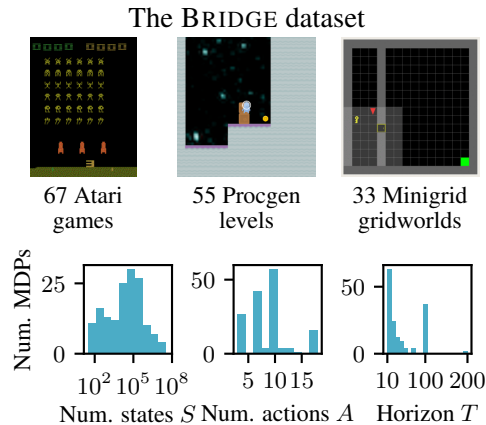 The BRIDGE dataset
67 Atari
games
55 Procgen
levels
33 Minigrid
gridworlds
Num. MDPs
25
0
10^2 10^5 10^8
Num. states S
50
0
5 10 15
Num. actions A
50
0
10 100 200
Horizon T